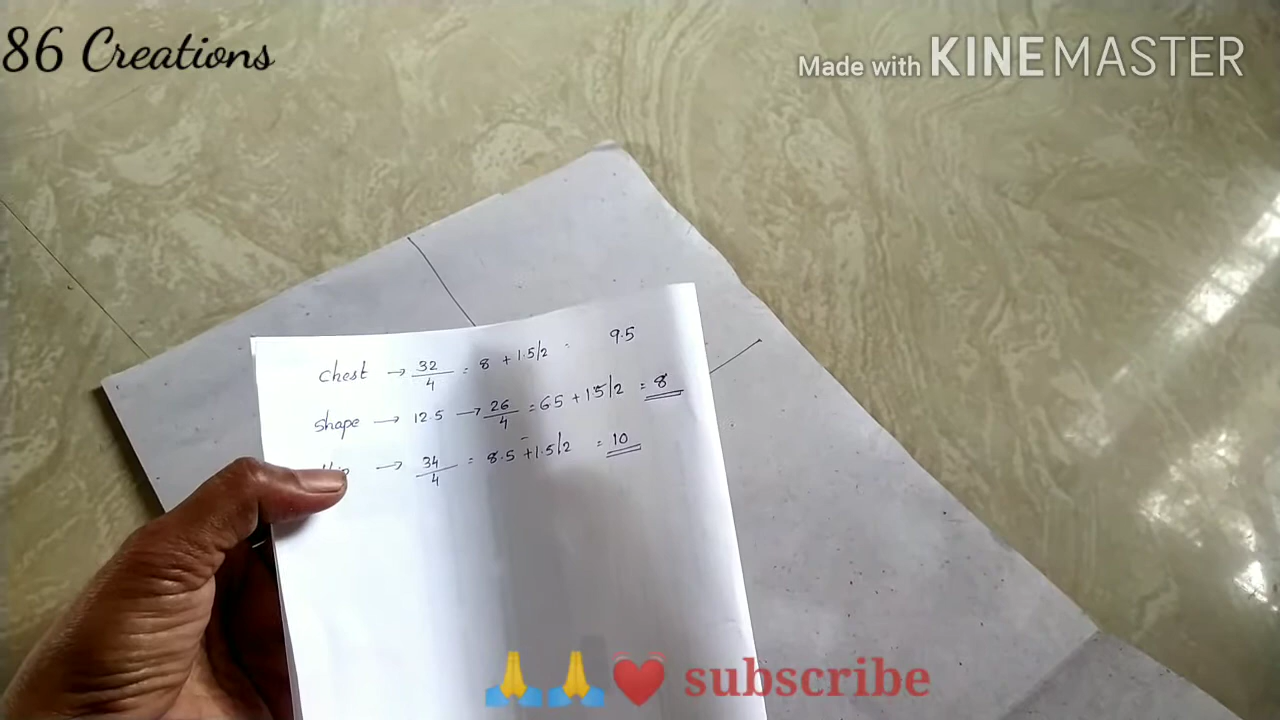 86 Creations
Made with KINEMASTER
chest → 32/4 = 8 + 1.5/2 = 9.5
shape → 12.5 → 26/4 = 6.5 + 1.5/2 = 8
→ 34/4 = 8.5 + 1.5/2 = 10
subscribe